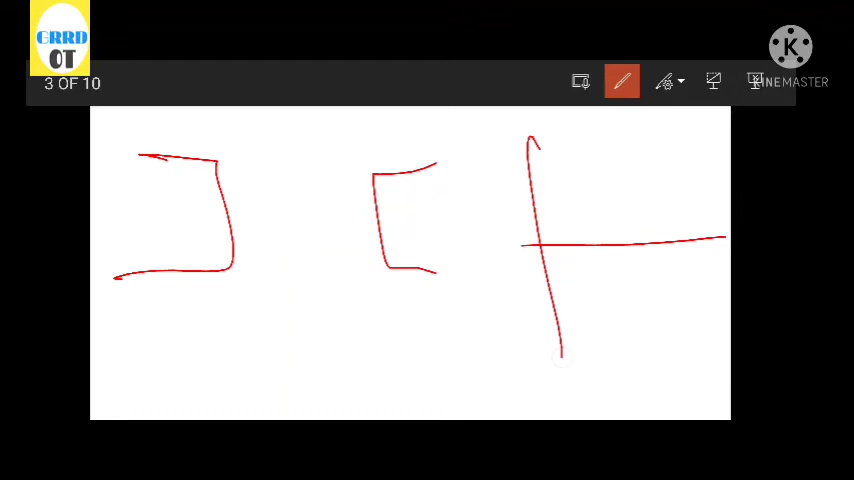 GRRD
OT
3 OF 10
K
KINEMASTER